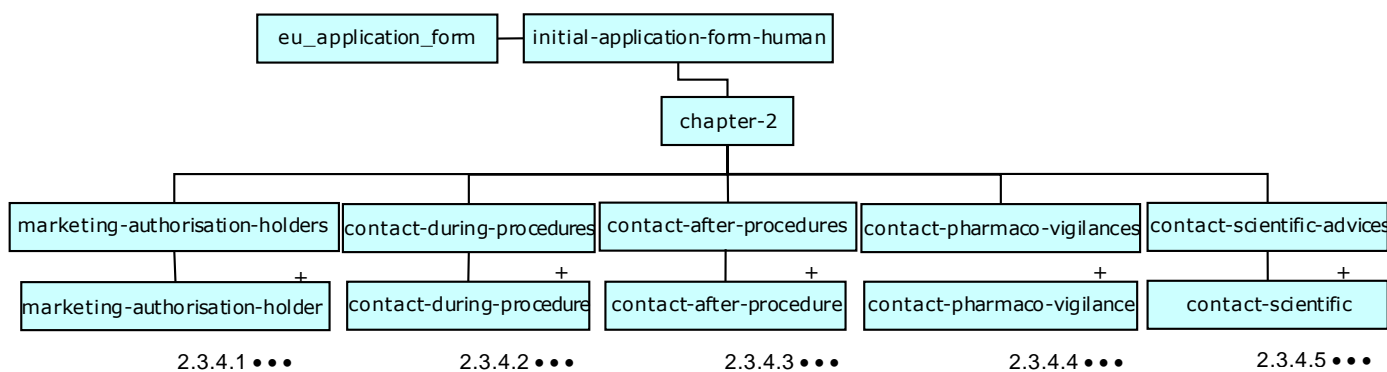 eu_application_form
initial-application-form-human
chapter-2
marketing-authorisation-holders
contact-during-procedures
contact-after-procedures
contact-pharmaco-vigilances
contact-scientific-advices
+ + + + +
marketing-authorisation-holder
contact-during-procedure
contact-after-procedure
contact-pharmaco-vigilance
contact-scientific
2.3.4.1 •••
2.3.4.2 •••
2.3.4.3 •••
2.3.4.4 •••
2.3.4.5 •••